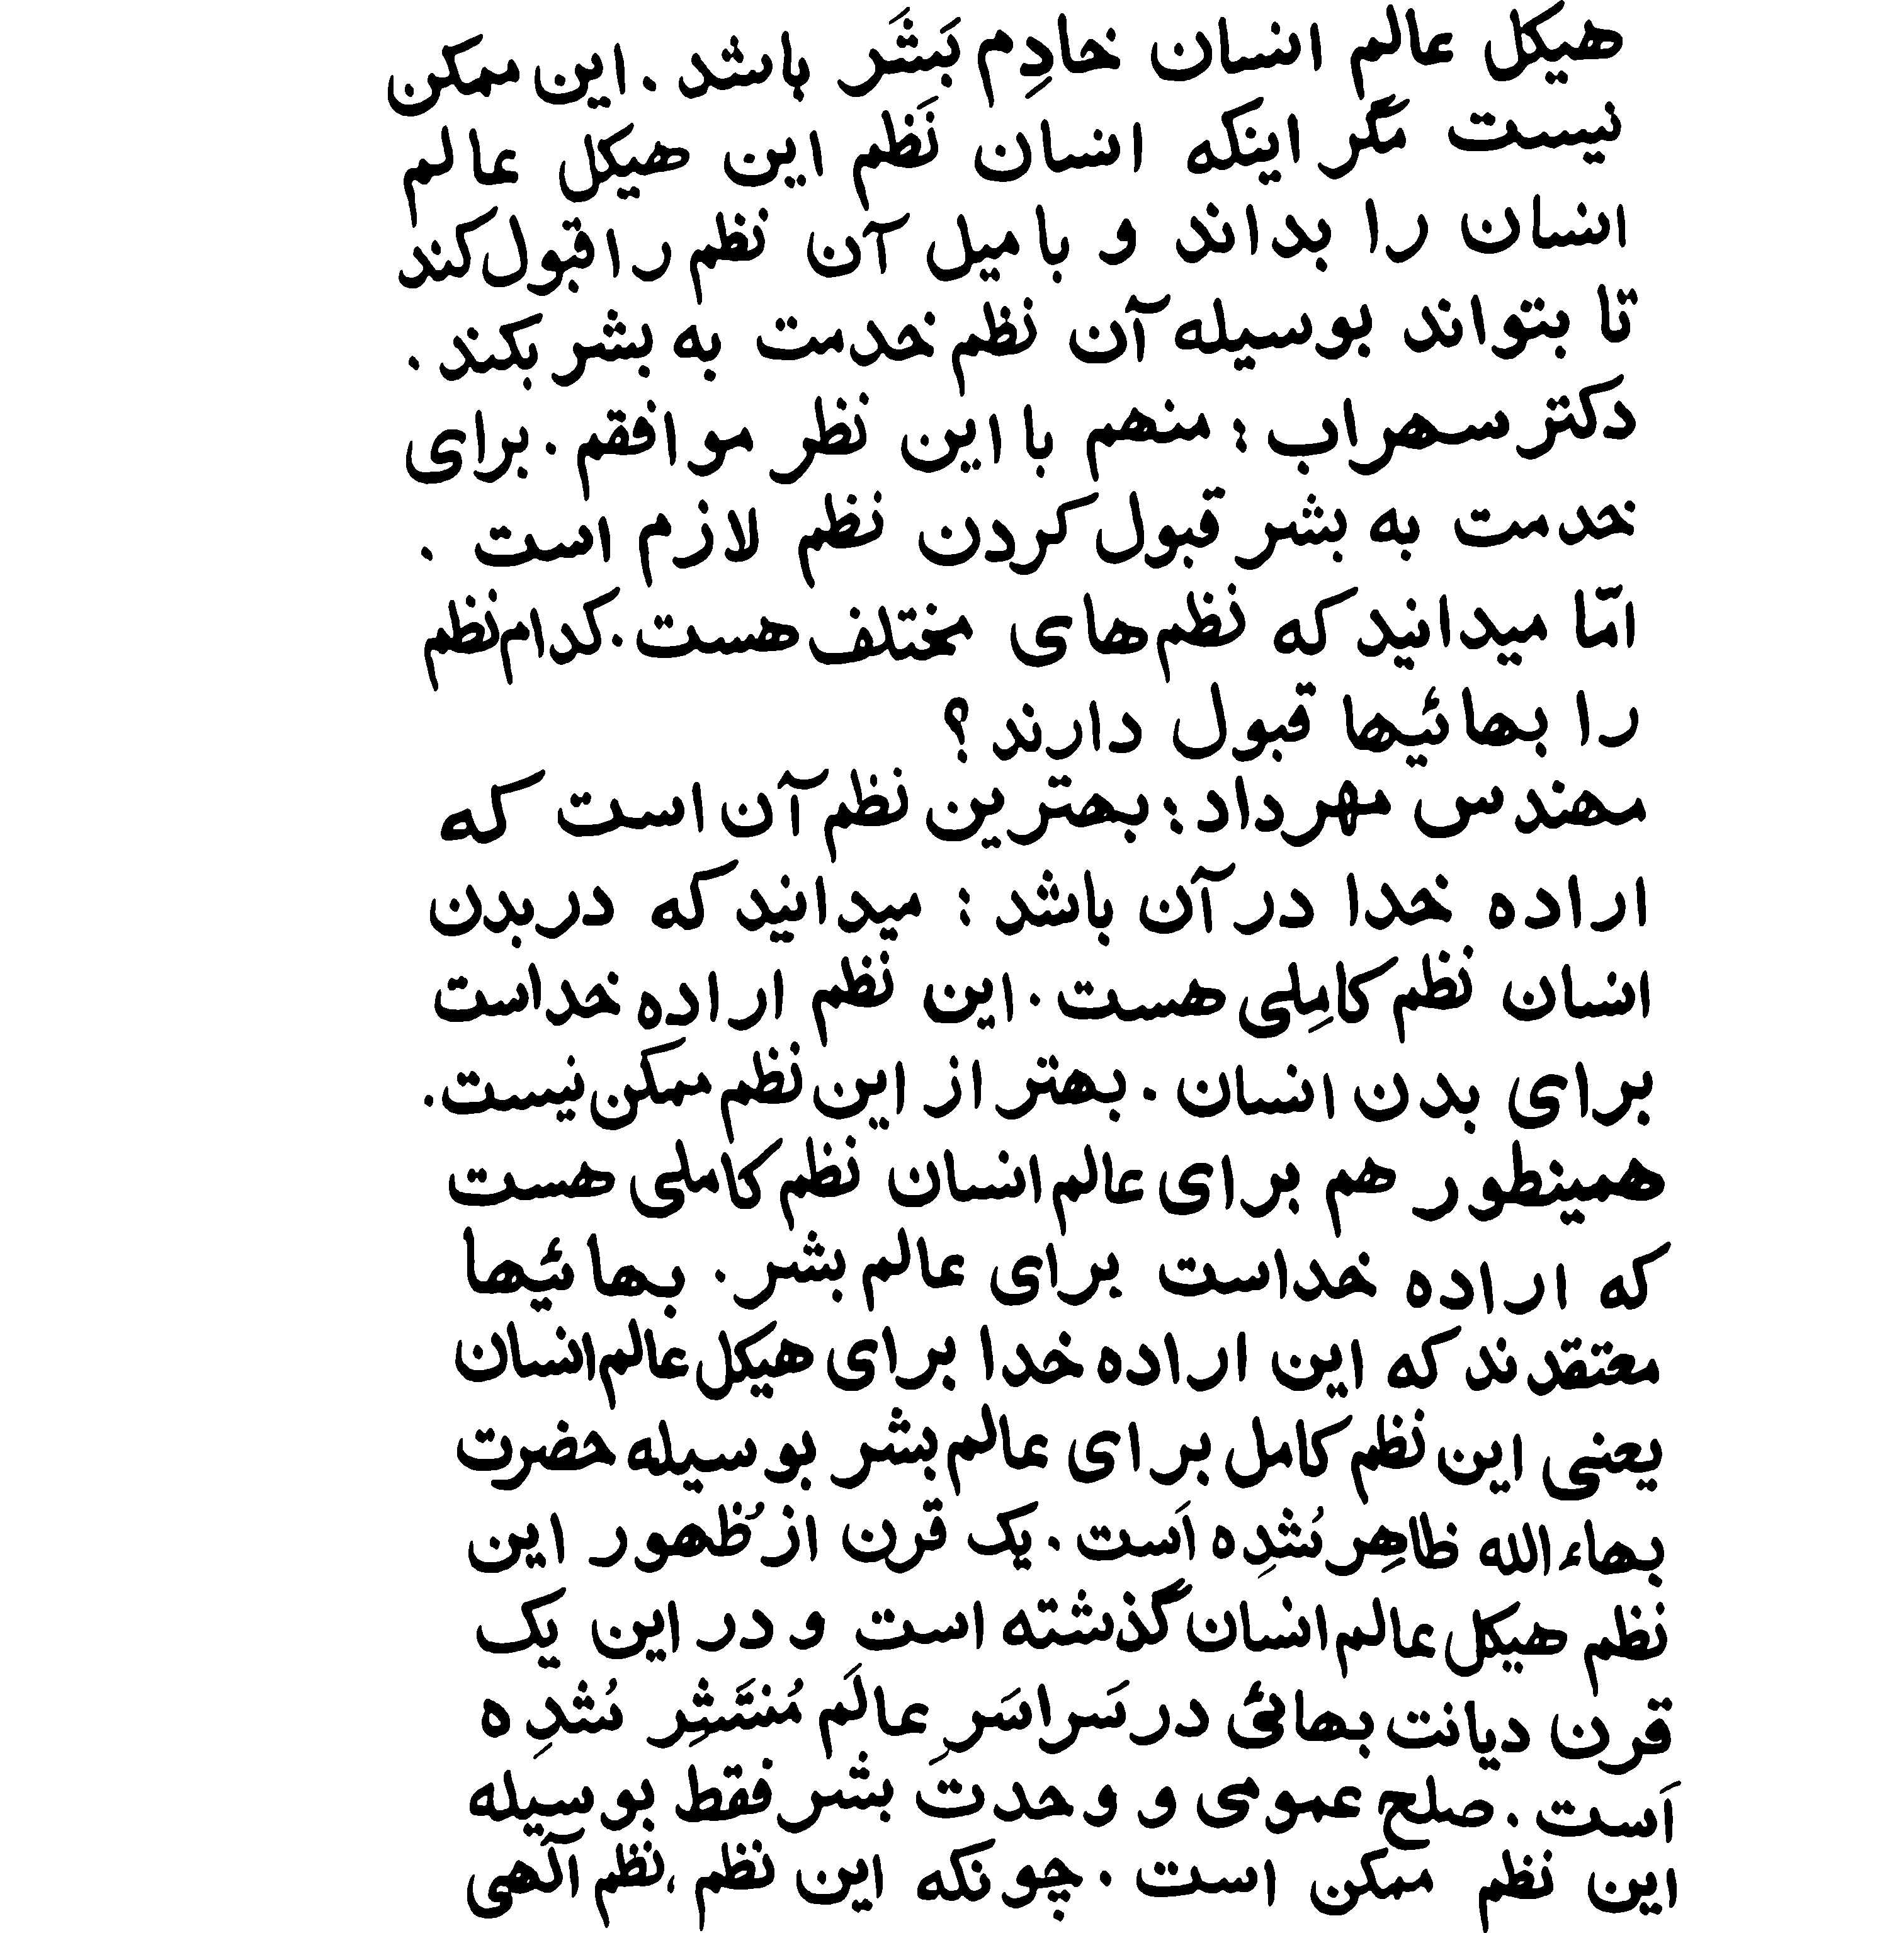 هیکل عالم انسان خادِم بَشَر باشد . این ممکن
نیست مگر اینکه انسان نَظم این هیکل عالم
انسان را بداند و با میل آن نظم را قبول کند
تا بتواند بوسیله آن نظم خدمت به بشر بکند .
دکتر سهراب : منهم با این نظر موافقم . برای
خدمت به بشر قبول کردن نظم لازم است .
امّا میدانید که نظم‌های مختلف هست . کدام نظم
را بهائیها قبول دارند ؟
مهندس مهرداد : بهترین نظم آن است که
اراده خدا در آن باشد : میدانید که در بدن
انسان نظم کامِلی هست . این نظم اراده خداست
برای بدن انسان . بهتر از این نظم ممکن نیست .
همینطور هم برای عالم انسان نظم کاملی هست
که اراده خداست برای عالم بشر . بهائیها
معتقدند که این اراده خدا برای هیکل عالم انسان
یعنی این نظم کامل برای عالم بشر بوسیله حضرت
بهاءالله ظاهِر شُدِه اَست . یک قرن از ظُهور این
نظم هیکل عالم انسان گذشته است و در این یک
قرن دیانت بهائی در سَراسَرِ عالَم مُنتَشِر شُدِه
اَست . صلح عمومی و وحدت بشر فقط بوسیله
این نظم ممکن است . چونکه این نظم ، نظم الٓهی